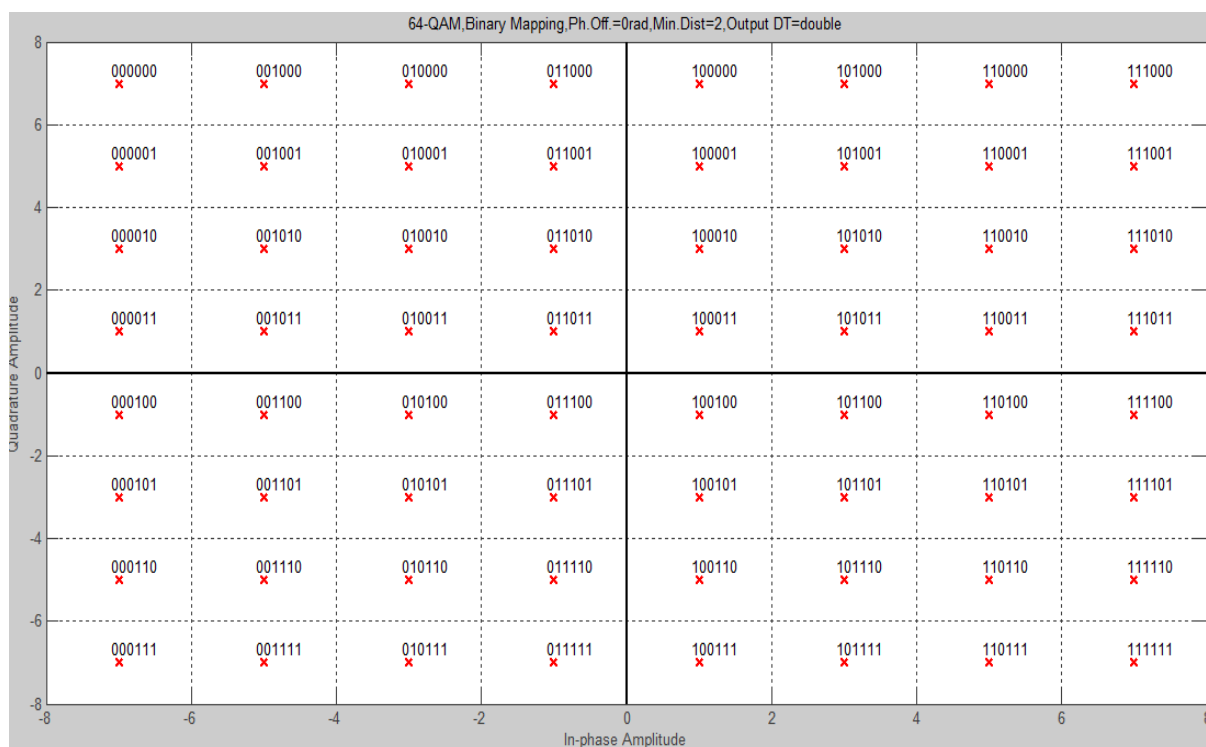 64-QAM,Binary Mapping,Ph.Off.=0rad,Min.Dist=2,Output DT=double
8
000000 001000 010000 011000 100000 101000 110000 111000
6
000001 001001 010001 011001 100001 101001 110001 111001
4
000010 001010 010010 011010 100010 101010 110010 111010
2
000011 001011 010011 011011 100011 101011 110011 111011
Quadrature Amplitude
0
000100 001100 010100 011100 100100 101100 110100 111100
-2
000101 001101 010101 011101 100101 101101 110101 111101
-4
000110 001110 010110 011110 100110 101110 110110 111110
-6
000111 001111 010111 011111 100111 101111 110111 111111
-8
-8 -6 -4 -2 0 2 4 6 8
In-phase Amplitude